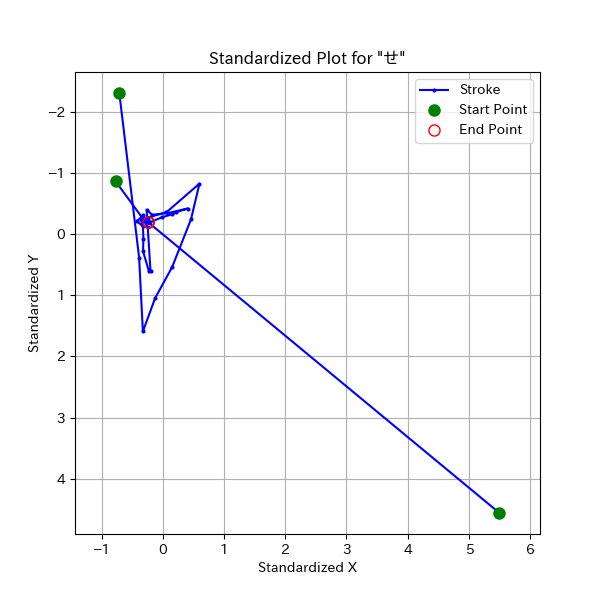 Standardized Plot for "せ"
Stroke
Start Point
End Point
Standardized Y
−2
−1
0
1
2
3
4
−1 0 1 2 3 4 5 6
Standardized X